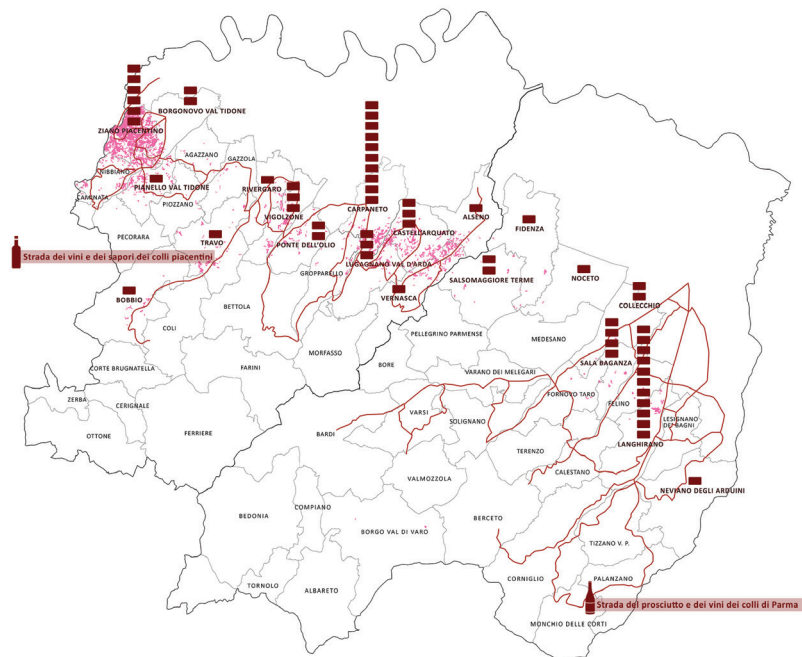 BORGONOVO VAL TIDONE
ZIANO PIACENTINO
AGAZZANO
GAZZOLA
NIBBIANO
PIANELLO VAL TIDONE
RIVERGARO
CAMINATA
PIOZZANO
VIGOLZONE
CARPANETO
ALSENO
PECORARA
TRAVO
PONTE DELL'OLIO
CASTELL'ARQUATO
FIDENZA
Strada dei vini e dei sapori dei colli piacentini
GROPPARELLO
LUGAGNANO VAL D'ARDA
SALSOMAGGIORE TERME
NOCETO
BOBBIO
BETTOLA
VERNASCA
COLLECCHIO
COLI
PELLEGRINO PARMENSE
MEDESANO
MORFASSO
BORE
SALA BAGANZA
CORTE BRUGNATELLA
FARINI
VARANO DEI MELEGARI
ZERBA
CERIGNALE
FORNOVO TARO
FELINO
VARSI
SOLIGNANO
LESIGNANO
DE' BAGNI
OTTONE
FERRIERE
BARDI
LANGHIRANO
TERENZO
CALESTANO
VALMOZZOLA
NEVIANO DEGLI ARDUINI
BEDONIA
COMPIANO
BERCETO
BORGO VAL DI VARO
TIZZANO V. P.
CORNIGLIO
PALANZANO
TORNOLO
ALBARETO
Strada del prosciutto e dei vini dei colli di Parma
MONCHIO DELLE CORTI